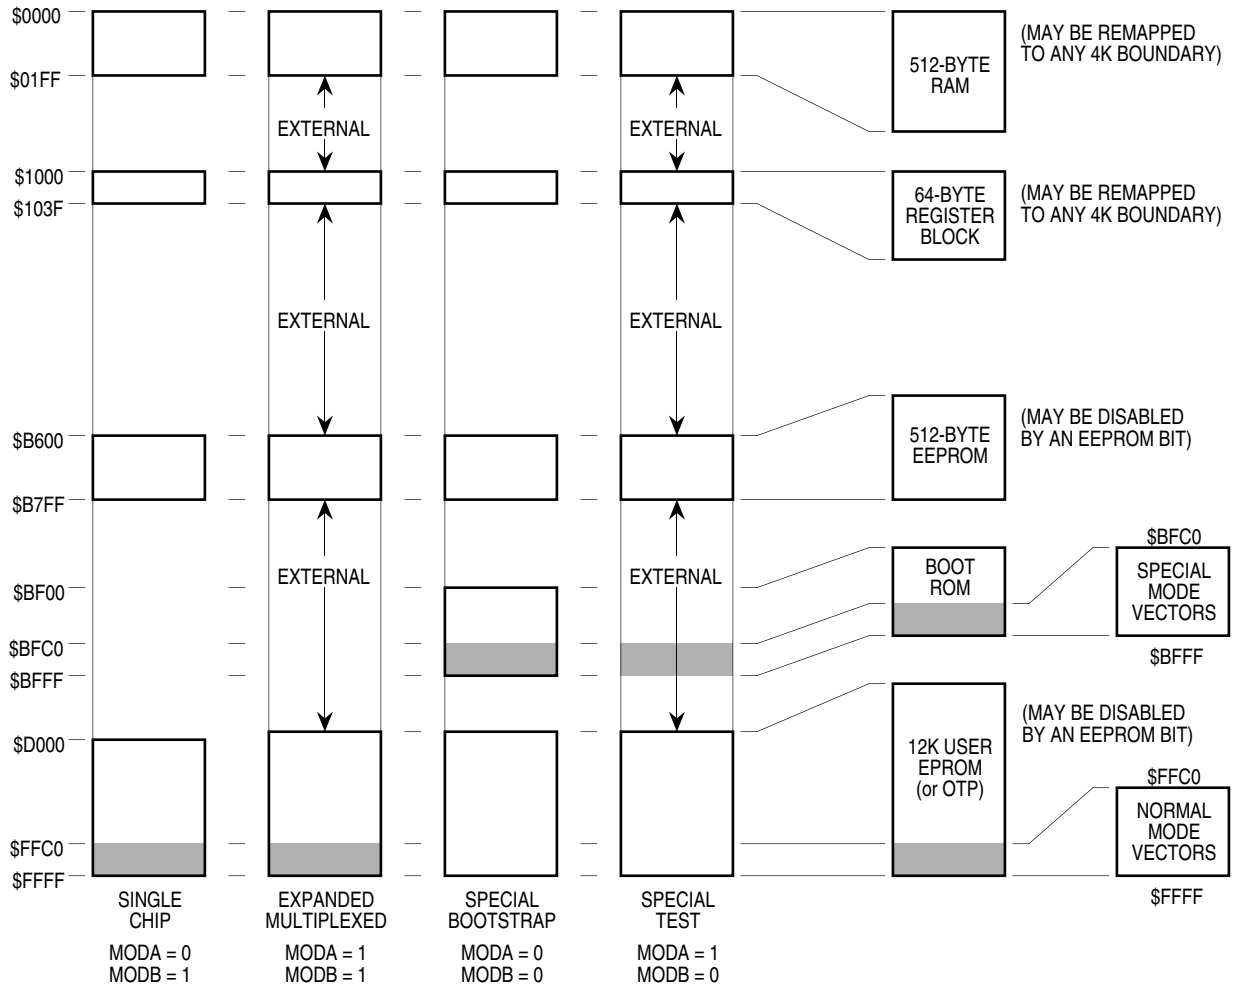 $0000
$01FF
$1000
$103F
$B600
$B7FF
$BF00
$BFC0
$BFFF
$D000
$FFC0
$FFFF
EXTERNAL
EXTERNAL
EXTERNAL
EXTERNAL
EXTERNAL
EXTERNAL
512-BYTE
RAM
(MAY BE REMAPPED
TO ANY 4K BOUNDARY)
64-BYTE
REGISTER
BLOCK
(MAY BE REMAPPED
TO ANY 4K BOUNDARY)
512-BYTE
EEPROM
(MAY BE DISABLED
BY AN EEPROM BIT)
BOOT
ROM
$BFC0
SPECIAL
MODE
VECTORS
$BFFF
12K USER
EPROM
(or OTP)
(MAY BE DISABLED
BY AN EEPROM BIT)
$FFC0
NORMAL
MODE
VECTORS
$FFFF
SINGLE
CHIP
MODA = 0
MODB = 1
EXPANDED
MULTIPLEXED
MODA = 1
MODB = 1
SPECIAL
BOOTSTRAP
MODA = 0
MODB = 0
SPECIAL
TEST
MODA = 1
MODB = 0